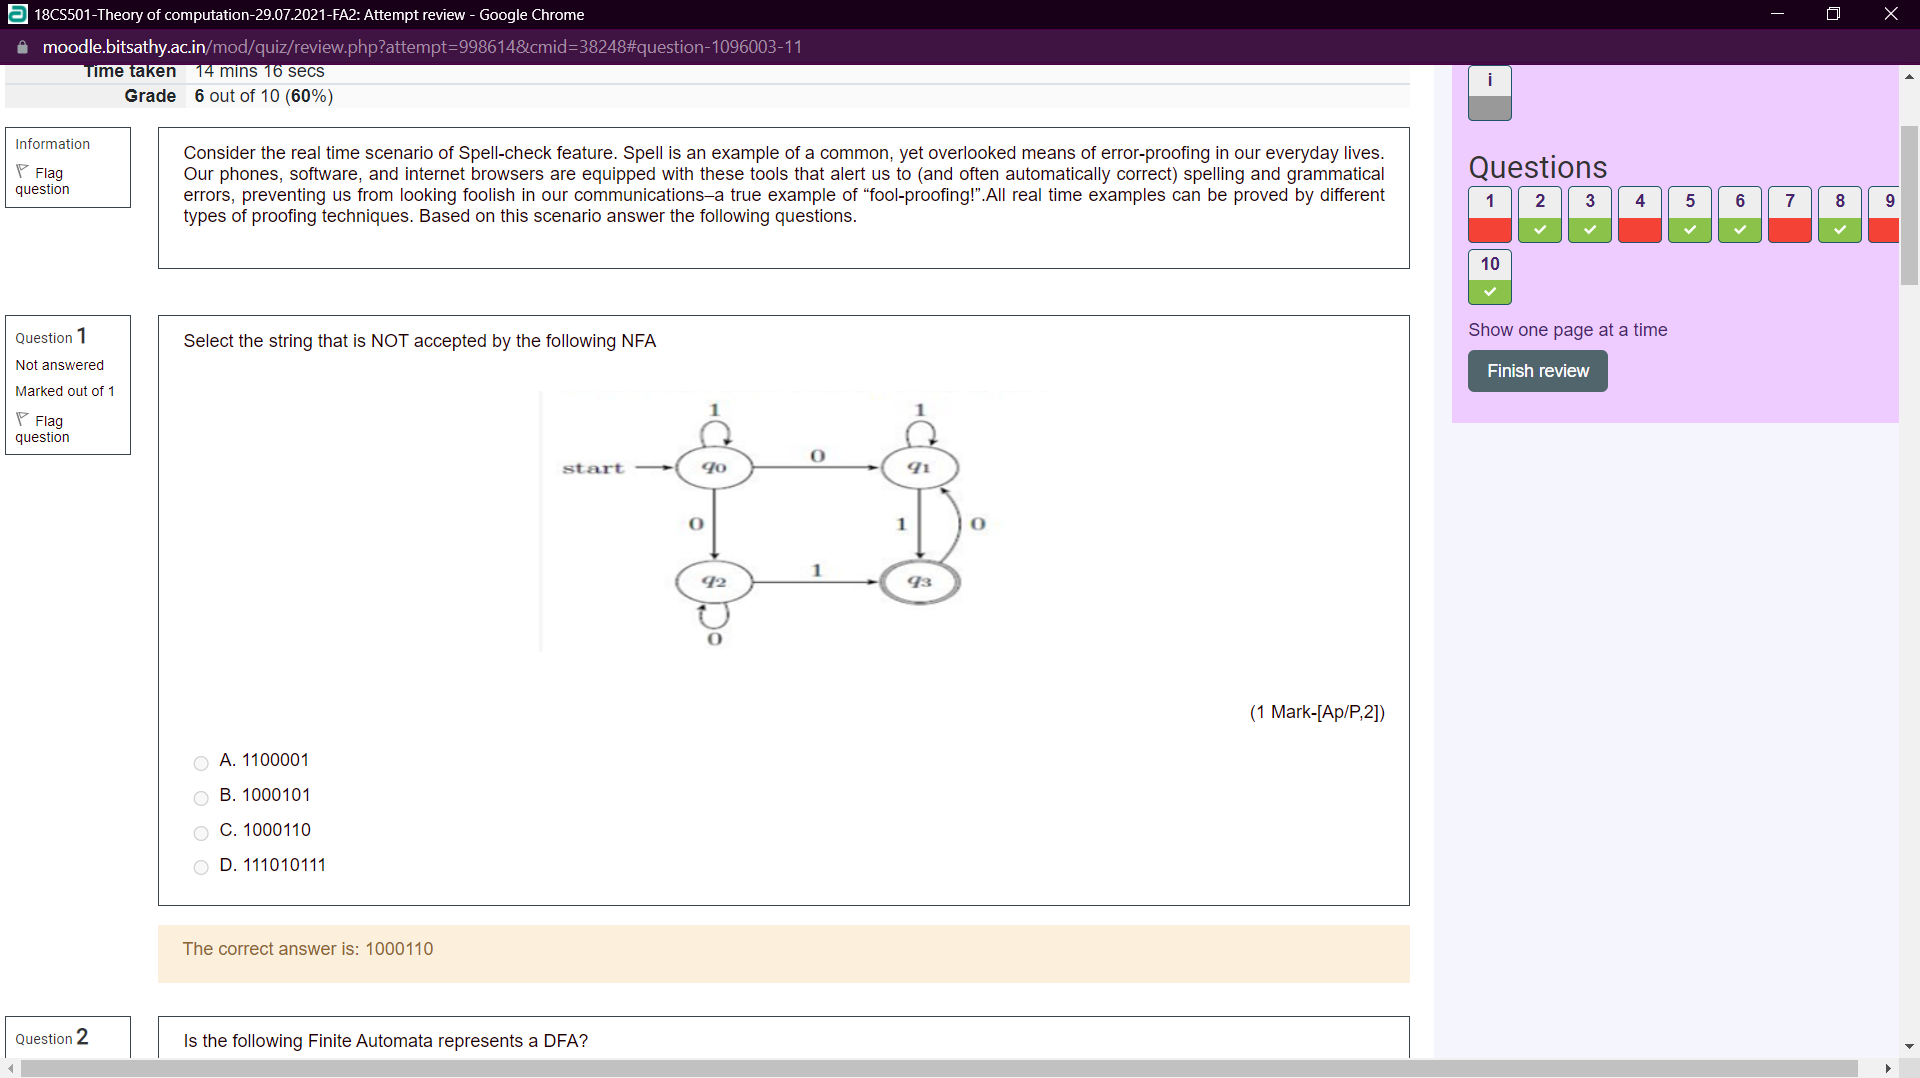 18CS501-Theory of computation-29.07.2021-FA2: Attempt review - Google Chrome
moodle.bitsathy.ac.in/mod/quiz/review.php?attempt=998614&cmid=38248#question-1096003-11
Time taken 14 mins 16 secs
Grade 6 out of 10 (60%)
Information
Flag
question
Consider the real time scenario of Spell-check feature. Spell is an example of a common, yet overlooked means of error-proofing in our everyday lives.
Our phones, software, and internet browsers are equipped with these tools that alert us to (and often automatically correct) spelling and grammatical
errors, preventing us from looking foolish in our communications–a true example of “fool-proofing!”.All real time examples can be proved by different
types of proofing techniques. Based on this scenario answer the following questions.
Question 1
Not answered
Marked out of 1
Flag
question
Select the string that is NOT accepted by the following NFA
1 1
start q0 0 q1
0 1 0
q2 1 q3
0
(1 Mark-[Ap/P,2])
A. 1100001
B. 1000101
C. 1000110
D. 111010111
The correct answer is: 1000110
Question 2
Is the following Finite Automata represents a DFA?
i
Questions
1 2 3 4 5 6 7 8 9
10
Show one page at a time
Finish review